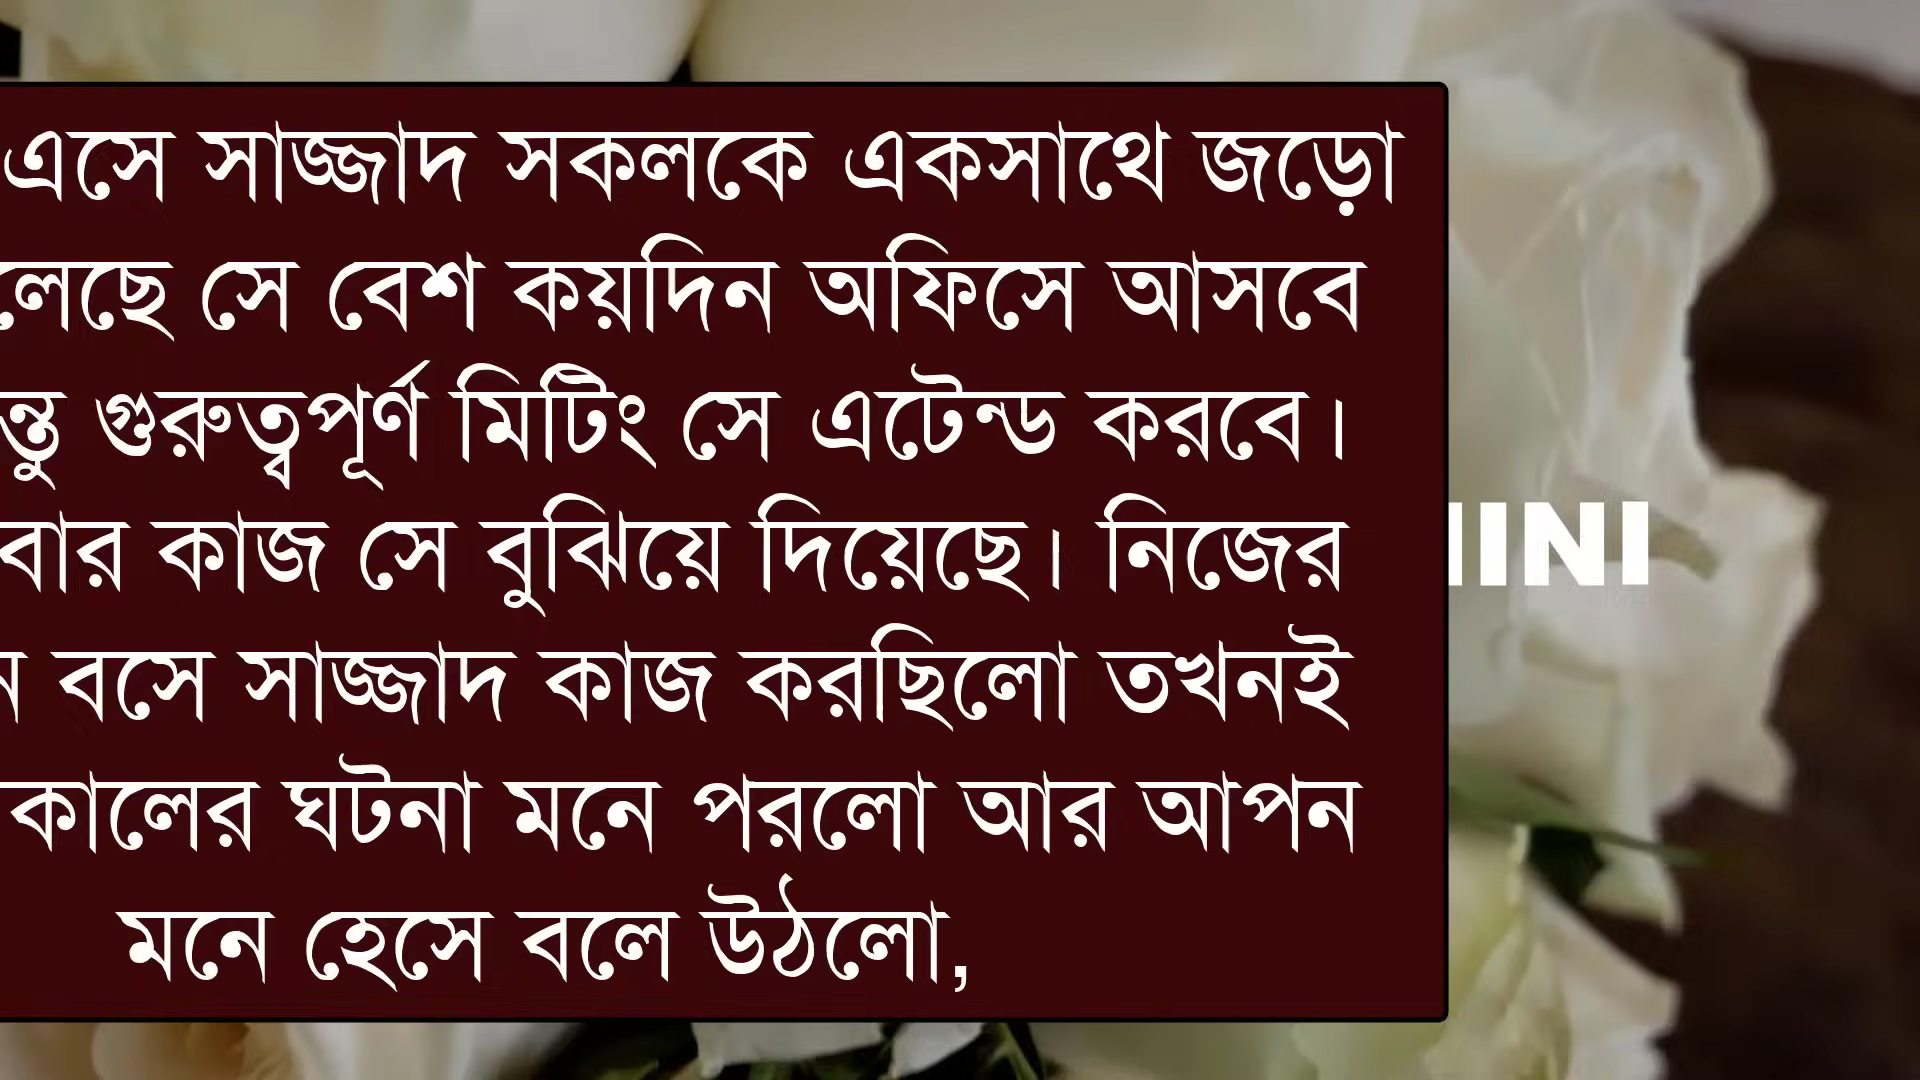 এসে সাজ্জাদ সকলকে একসাথে জড়ো
সে বেশ কয়দিন অফিসে আসবে
গুরুত্বপূর্ণ মিটিং সে এটেন্ড করবে।
কাজ সে বুঝিয়ে দিয়েছে। নিজের
বসে সাজ্জাদ কাজ করছিলো তখনই
কালের ঘটনা মনে পরলো আর আপন
মনে হেসে বলে উঠলো,